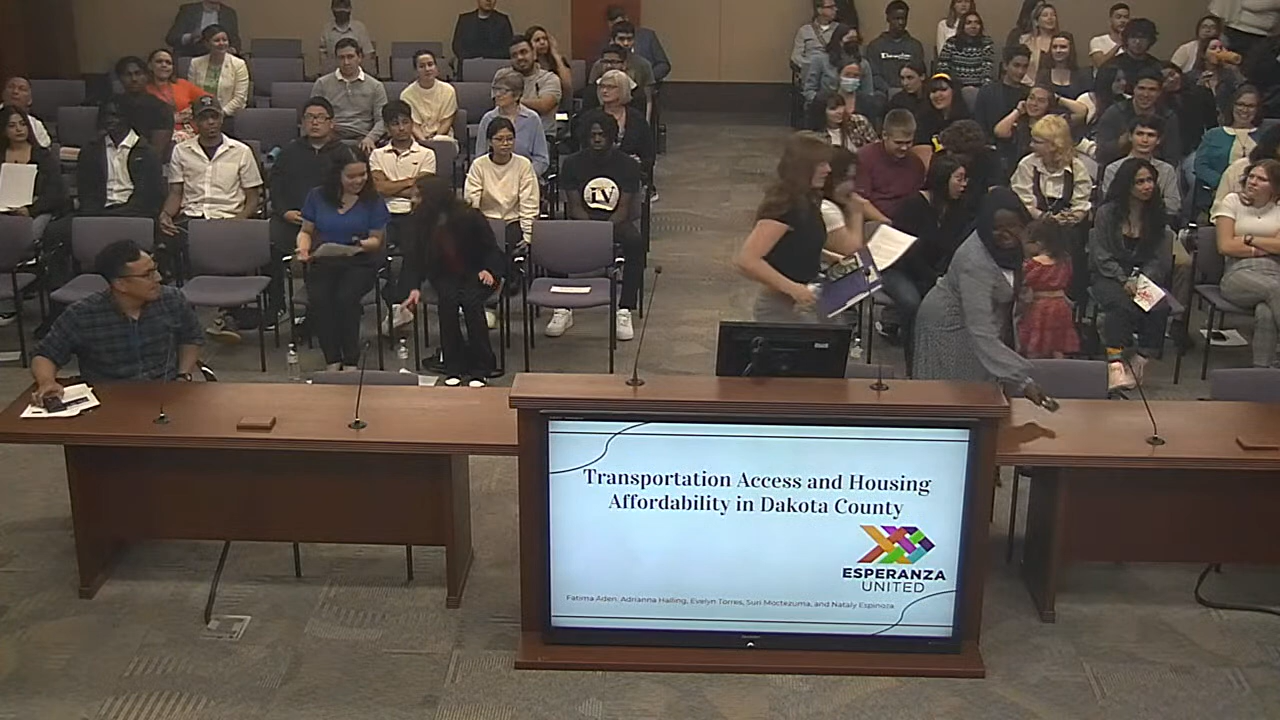 LV
Transportation Access and Housing
Affordability in Dakota County
ESPERANZA
UNITED
Fatima Aden, Adrianna Hailing, Evelyn Torres, Suri Moctezuma, and Nataly Espinoza